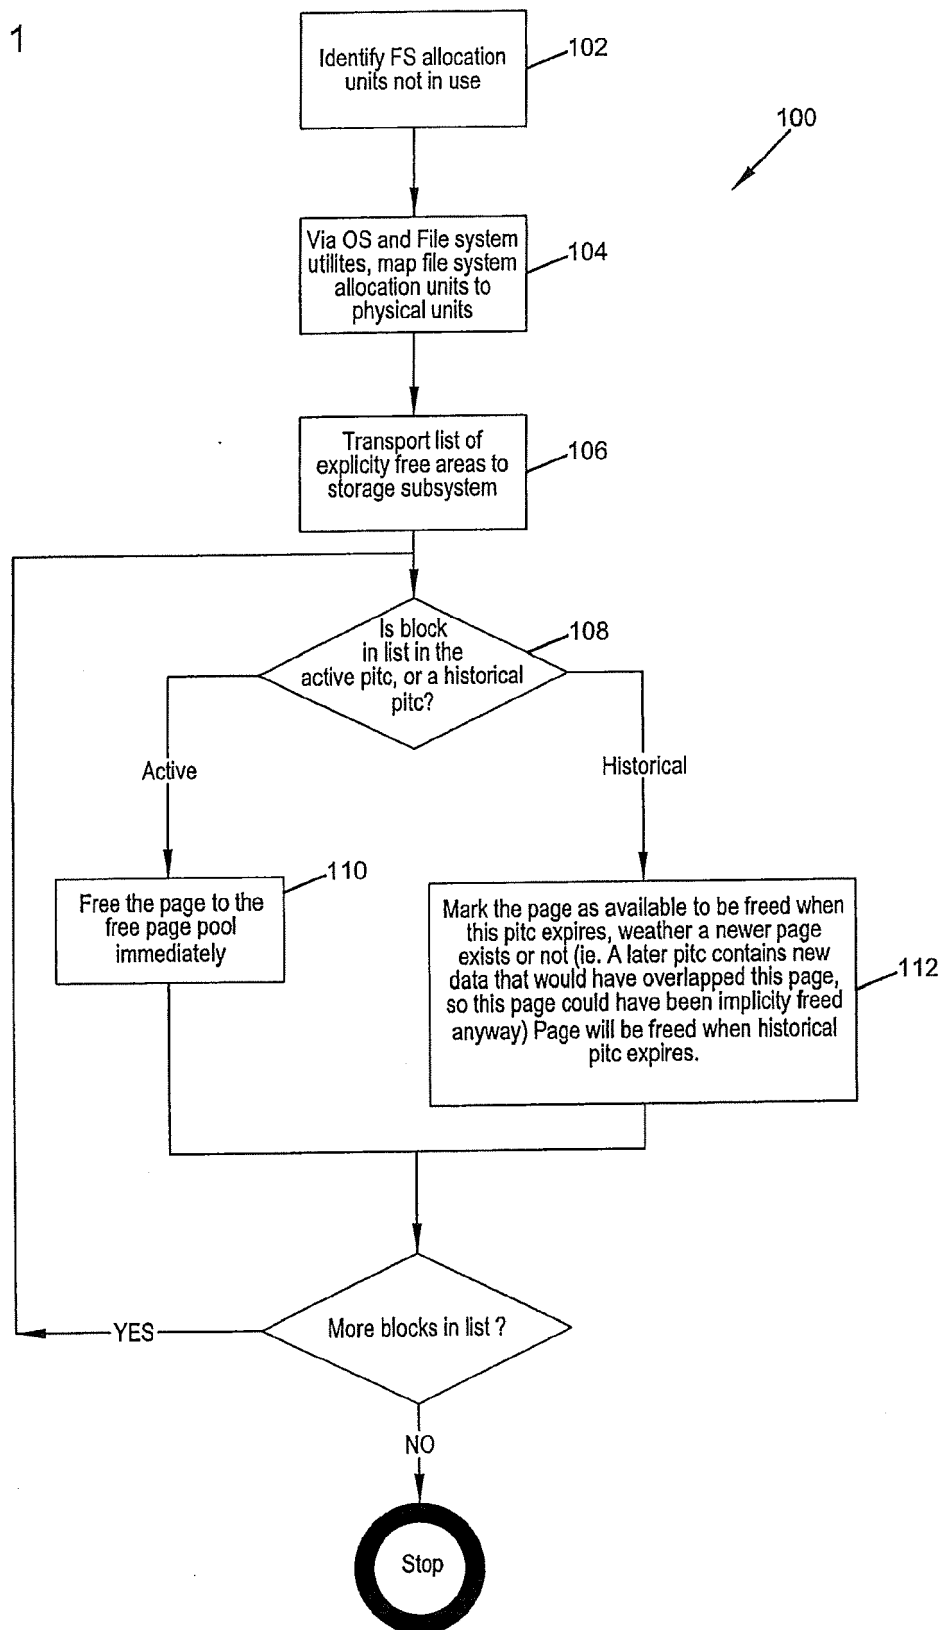 1
Identify FS allocation
units not in use
102
100
Via OS and File system
utilites, map file system
allocation units to
physical units
104
Transport list of
explicity free areas to
storage subsystem
106
Is block
in list in the
active pitc, or a historical
pitc?
108
Active
Historical
Free the page to the
free page pool
immediately
110
Mark the page as available to be freed when
this pitc expires, weather a newer page
exists or not (ie. A later pitc contains new
data that would have overlapped this page,
so this page could have been implicity freed
anyway) Page will be freed when historical
pitc expires.
112
More blocks in list ?
YES
NO
Stop